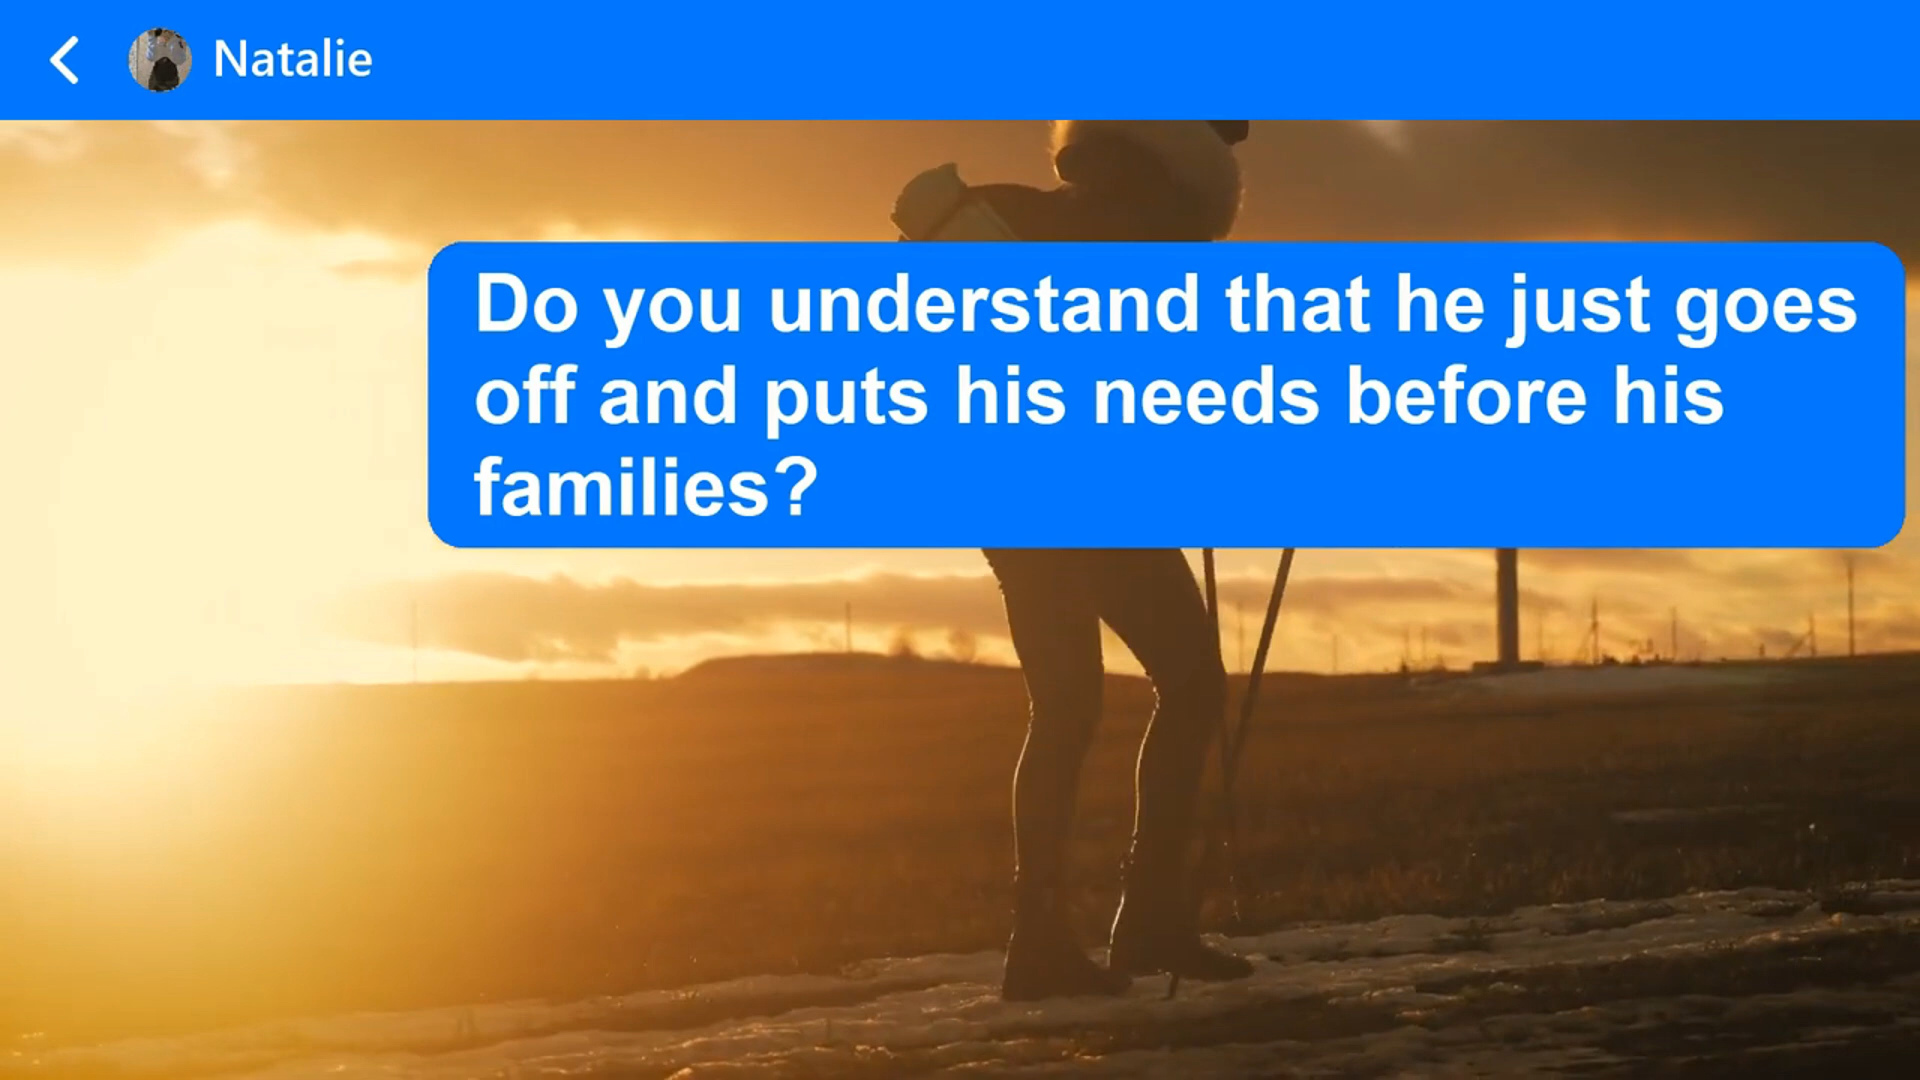 Natalie
Do you understand that he just goes
off and puts his needs before his
families?